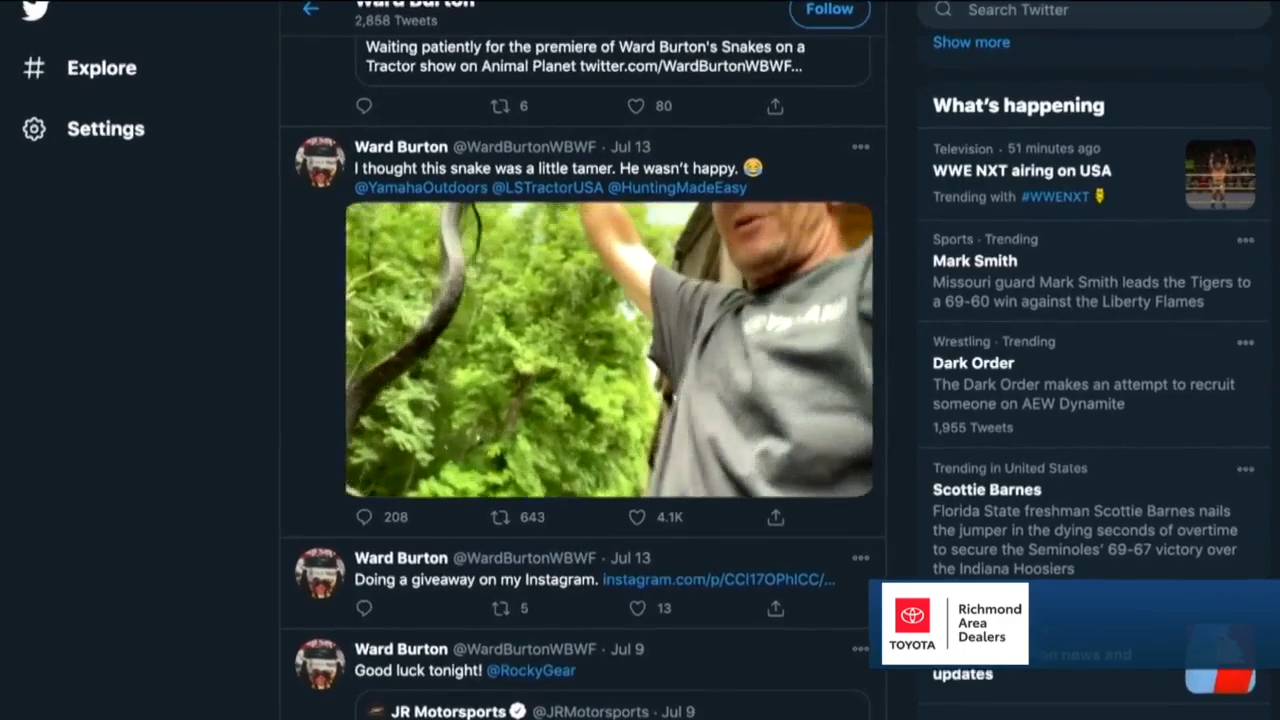 Ward Burton
2,858 Tweets
Follow
Search Twitter
Explore
Settings
Waiting patiently for the premiere of Ward Burton's Snakes on a
Tractor show on Animal Planet twitter.com/WardBurtonWBWF...
6
80
Ward Burton @WardBurtonWBWF · Jul 13
I thought this snake was a little tamer. He wasn't happy. 😂
@YamahaOutdoors @LSTractorUSA @HuntingMadeEasy
208
643
4.1K
Ward Burton @WardBurtonWBWF · Jul 13
Doing a giveaway on my Instagram. instagram.com/p/CCl17OPhlCC/...
5
13
Ward Burton @WardBurtonWBWF · Jul 9
Good luck tonight! @RockyGear
JR Motorsports @JRMotorsports · Jul 9
Show more
What's happening
Television · 51 minutes ago
WWE NXT airing on USA
Trending with #WWENXT
Sports · Trending
Mark Smith
Missouri guard Mark Smith leads the Tigers to
a 69-60 win against the Liberty Flames
Wrestling · Trending
Dark Order
The Dark Order makes an attempt to recruit
someone on AEW Dynamite
1,955 Tweets
Trending in United States
Scottie Barnes
Florida State freshman Scottie Barnes nails
the jumper in the dying seconds of overtime
to secure the Seminoles' 69-67 victory over
the Indiana Hoosiers
TOYOTA
Richmond
Area
Dealers
news and
updates